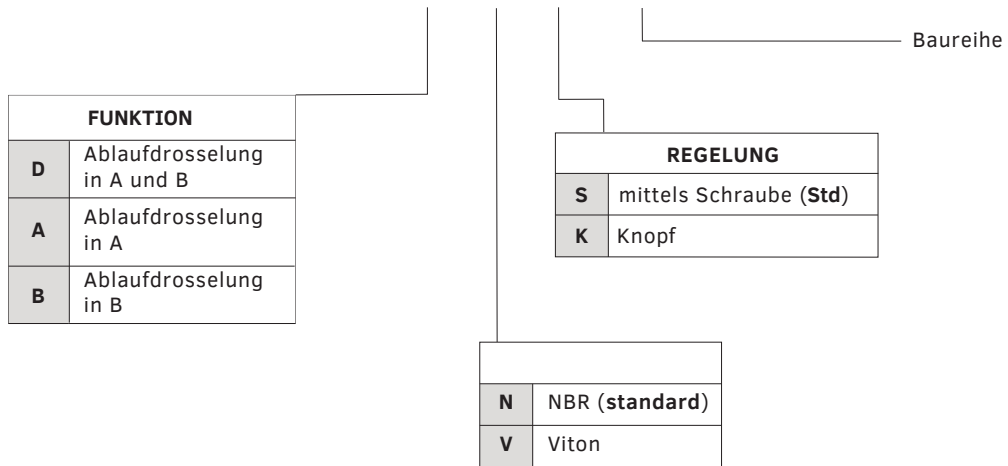 Baureihe
FUNKTION
D Ablaufdrosselung
in A und B
A Ablaufdrosselung
in A
B Ablaufdrosselung
in B
REGELUNG
S mittels Schraube (Std)
K Knopf
N NBR (standard)
V Viton